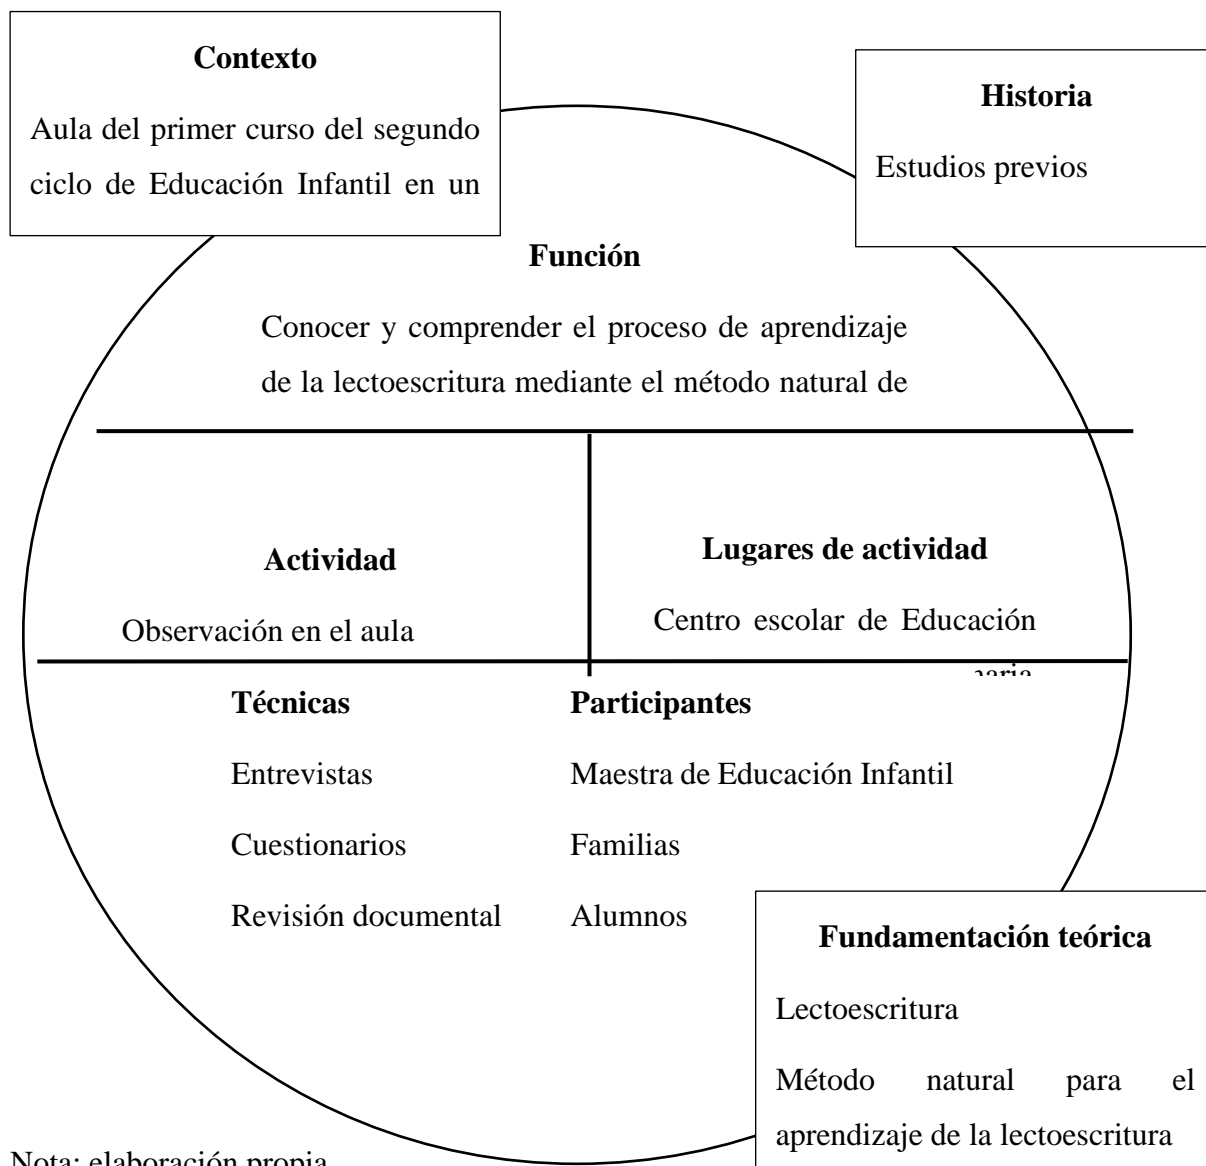 Contexto
Aula del primer curso del segundo
ciclo de Educación Infantil en un
Historia
Estudios previos
Función
Conocer y comprender el proceso de aprendizaje
de la lectoescritura mediante el método natural de
Actividad
Observación en el aula
Lugares de actividad
Centro escolar de Educación
Técnicas
Entrevistas
Cuestionarios
Revisión documental
Participantes
Maestra de Educación Infantil
Familias
Alumnos
Fundamentación teórica
Lectoescritura
Método natural para el
aprendizaje de la lectoescritura
Nota: elaboración propia